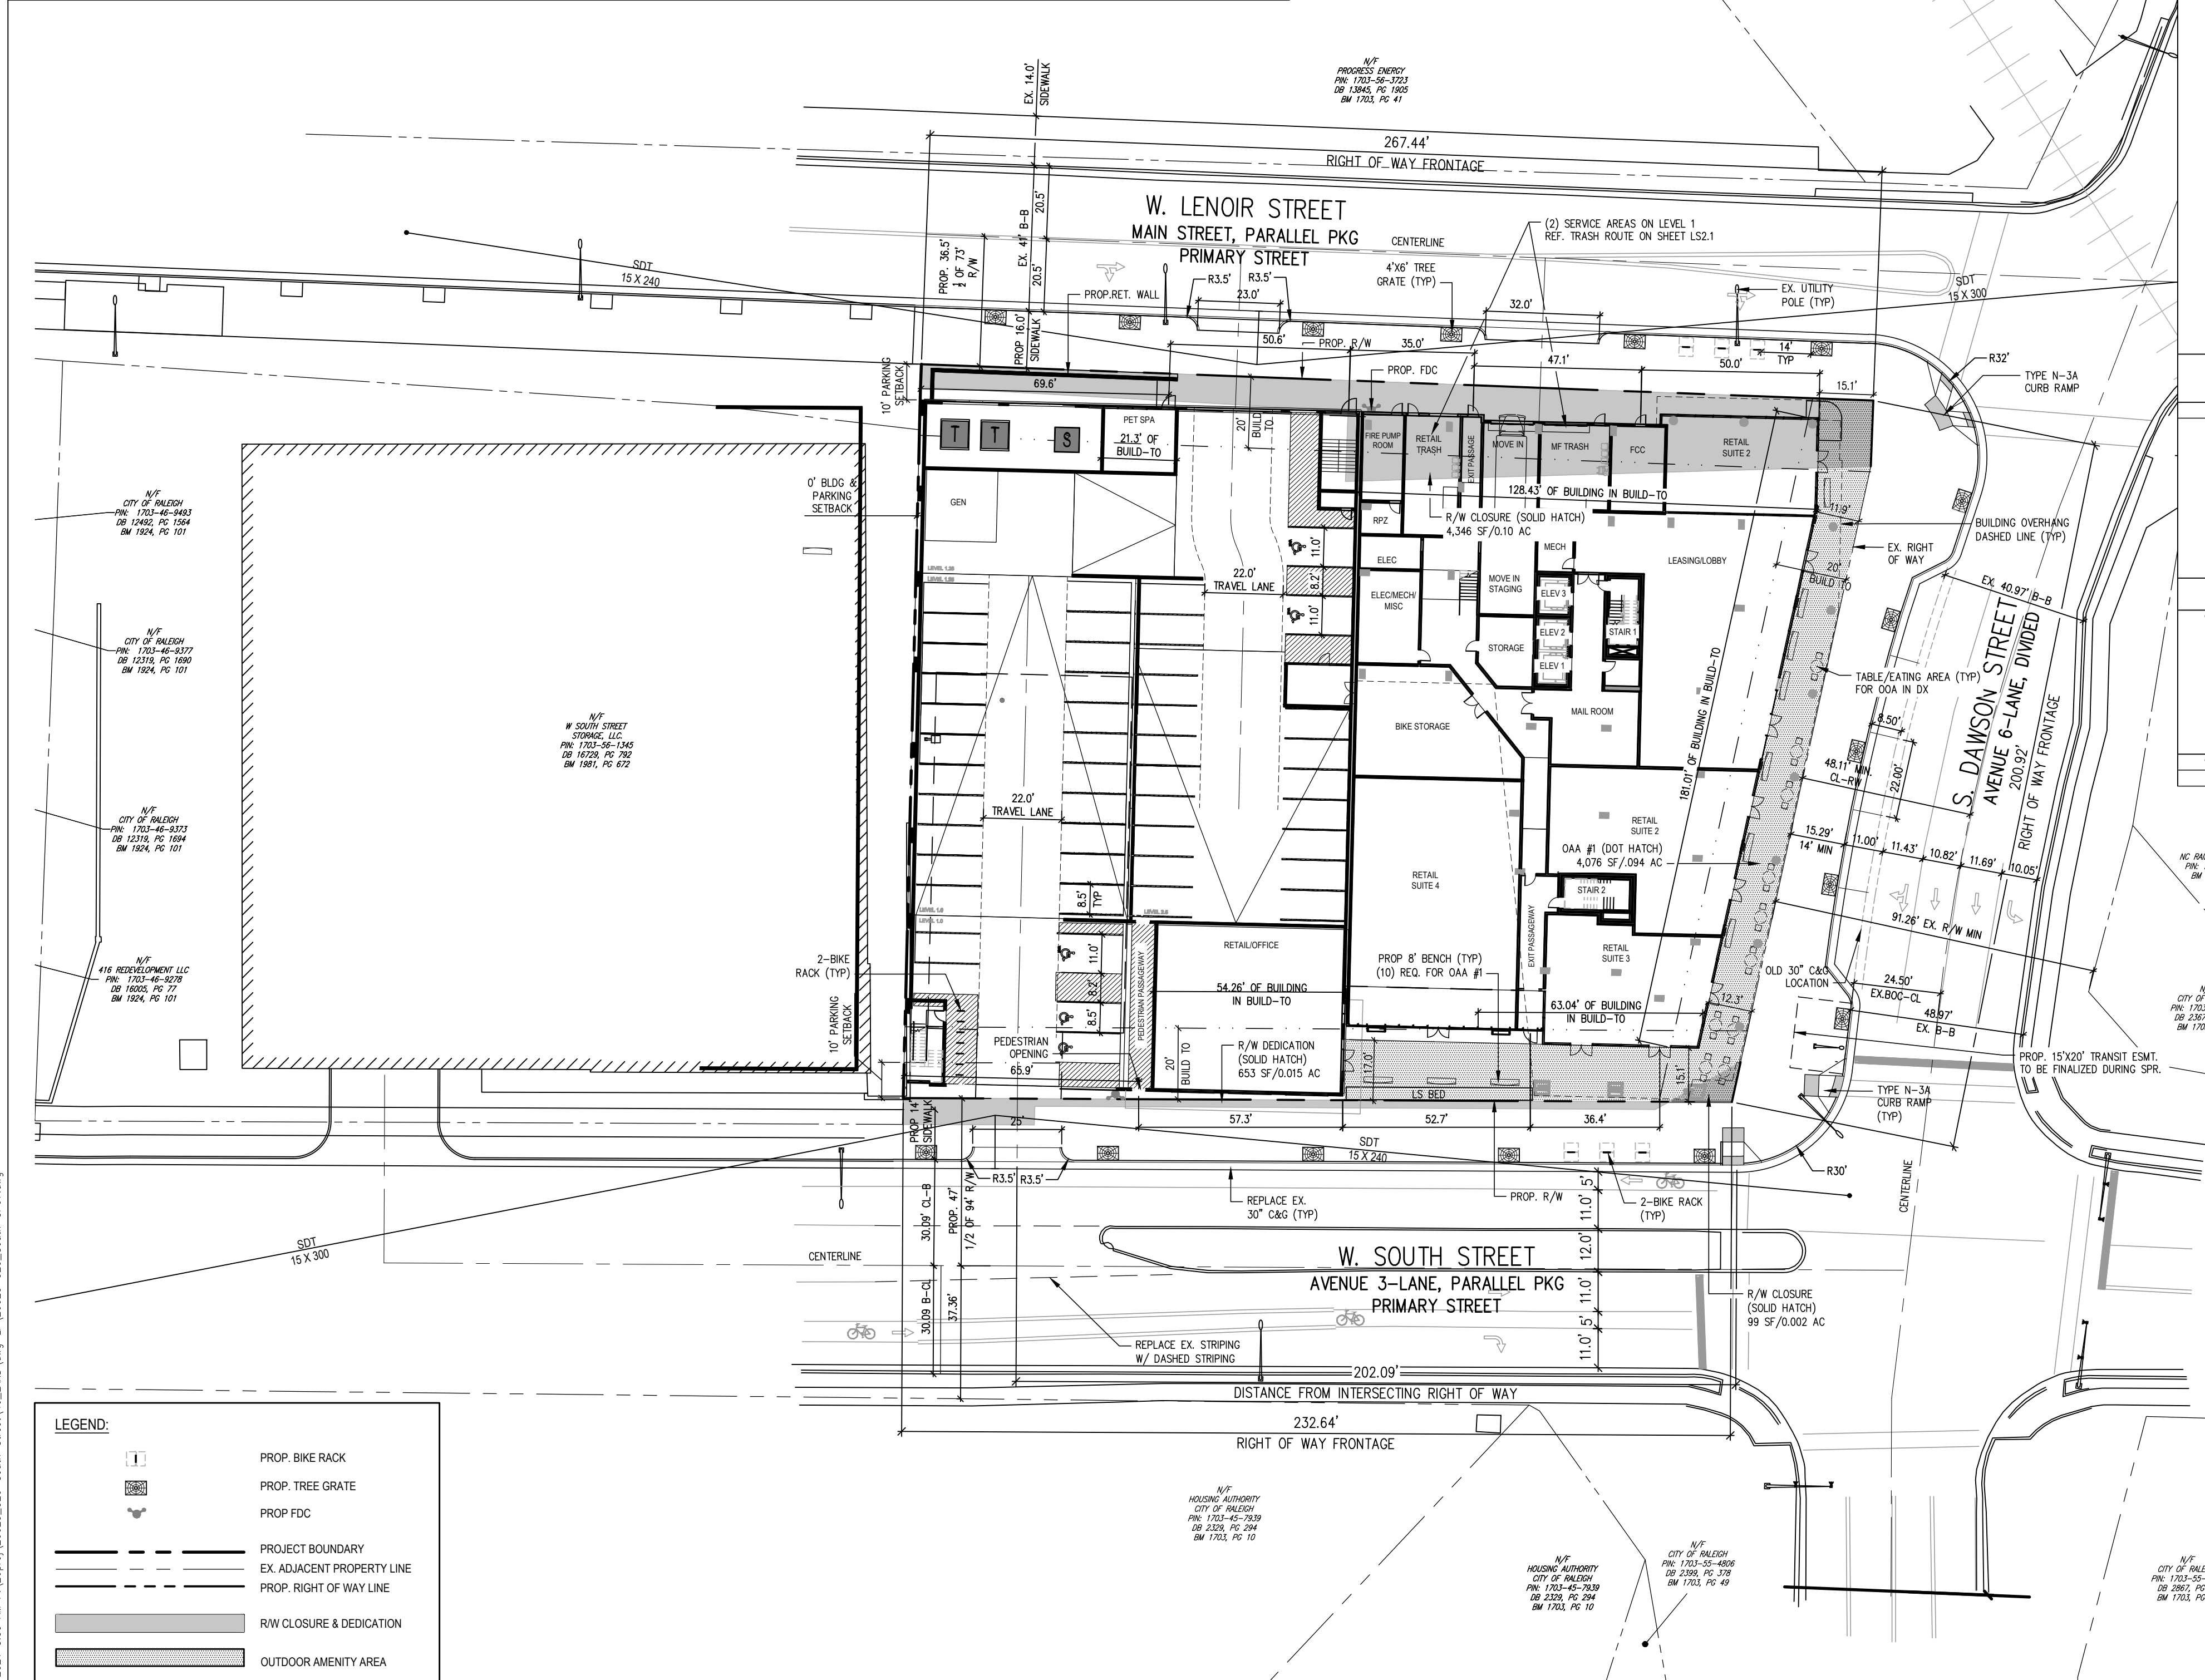 N/F
PROGRESS ENERGY
PIN: 1703-56-3723
DB 13845, PG 1905
BM 1703, PG 41
EX. 14.0'
SIDEWALK
267.44'
RIGHT OF WAY FRONTAGE
W. LENOIR STREET
MAIN STREET, PARALLEL PKG
PRIMARY STREET
CENTERLINE
(2) SERVICE AREAS ON LEVEL 1
REF. TRASH ROUTE ON SHEET LS2.1
PROP. 36.5'
1/2 OF 73'
R/W
EX. 41' B-B
20.5'
20.5'
SDT
15 X 240
PROP.RET. WALL
R3.5'
R3.5'
23.0'
4'X6' TREE
GRATE (TYP)
32.0'
EX. UTILITY
POLE (TYP)
SDT
15 X 300
PROP 16.0'
SIDEWALK
50.6'
PROP. R/W
35.0'
47.1'
50.0'
14'
TYP
15.1'
R32'
TYPE N-3A
CURB RAMP
10' PARKING
SETBACK
69.6'
PROP. FDC
20'
BUILD
TO
T
T
S
PET SPA
21.3' OF
BUILD-TO
FIRE PUMP
ROOM
RETAIL
TRASH
EXIT PASSAGE
MOVE IN
MF TRASH
FCC
RETAIL
SUITE 2
0' BLDG &
PARKING
SETBACK
GEN
128.43' OF BUILDING IN BUILD-TO
R/W CLOSURE (SOLID HATCH)
4,346 SF/0.10 AC
RPZ
ELEC
ELEC/MECH/
MISC
MECH
MOVE IN
STAGING
ELEV 3
ELEV 2
ELEV 1
STAIR 1
STORAGE
MAIL ROOM
LEASING/LOBBY
11.9'
BUILDING OVERHANG
DASHED LINE (TYP)
EX. RIGHT
OF WAY
20'
BUILD TO
EX. 40.97' B-B
LEVEL 1.25
22.0'
TRAVEL LANE
11.0'
8.2'
11.0'
N/F
CITY OF RALEIGH
PIN: 1703-46-9493
DB 12492, PG 1564
BM 1924, PG 101
N/F
CITY OF RALEIGH
PIN: 1703-46-9377
DB 12319, PG 1690
BM 1924, PG 101
N/F
W SOUTH STREET
STORAGE, LLC.
PIN: 1703-56-1345
DB 16729, PG 792
BM 1981, PG 672
N/F
CITY OF RALEIGH
PIN: 1703-46-9373
DB 12319, PG 1694
BM 1924, PG 101
N/F
416 REDEVELOPMENT LLC
PIN: 1703-46-9278
DB 16005, PG 77
BM 1924, PG 101
BIKE STORAGE
181.01' OF BUILDING IN BUILD-TO
TABLE/EATING AREA (TYP)
FOR OOA IN DX
S. DAWSON STREET
AVENUE 6-LANE, DIVIDED
200.92'
RIGHT OF WAY FRONTAGE
8.50'
48.11' MIN.
CL-RW
22.00'
22.0'
TRAVEL LANE
RETAIL
SUITE 2
OAA #1 (DOT HATCH)
4,076 SF/.094 AC
15.29'
14' MIN
11.00'
11.43'
10.82'
11.69'
10.05'
RETAIL
SUITE 4
STAIR 2
8.5'
TYP
LEVEL 1.0
LEVEL 1.0
91.26' EX. R/W MIN
RETAIL/OFFICE
EXIT PASSAGEWAY
RETAIL
SUITE 3
2-BIKE
RACK (TYP)
11.0'
8.2'
8.5'
PEDESTRIAN PASSAGEWAY
PROP 8' BENCH (TYP)
(10) REQ. FOR OAA #1
OLD 30" C&G
LOCATION
24.50'
EX.BOC-CL
12.3'
48.97'
EX. B-B
54.26' OF BUILDING
IN BUILD-TO
63.04' OF BUILDING
IN BUILD-TO
10' PARKING
SETBACK
PEDESTRIAN
OPENING
65.9'
20'
BUILD TO
R/W DEDICATION
(SOLID HATCH)
653 SF/0.015 AC
17.0'
15.1'
PROP. 15'X20' TRANSIT ESMT.
TO BE FINALIZED DURING SPR.
LS BED
TYPE N-3A
CURB RAMP
(TYP)
PROP 14'
SIDEWALK
25'
57.3'
52.7'
36.4'
SDT
15 X 240
R3.5'
R3.5'
R30'
CENTERLINE
30.09' CL-B
PROP. 47'
1/2 OF 94' R/W
REPLACE EX.
30" C&G (TYP)
PROP. R/W
2-BIKE RACK
(TYP)
5'
11.0'
12.0'
11.0'
5'
11.0'
SDT
15 X 300
CENTERLINE
W. SOUTH STREET
AVENUE 3-LANE, PARALLEL PKG
PRIMARY STREET
30.09 B-CL
37.36'
R/W CLOSURE
(SOLID HATCH)
99 SF/0.002 AC
REPLACE EX. STRIPING
W/ DASHED STRIPING
202.09'
DISTANCE FROM INTERSECTING RIGHT OF WAY
232.64'
RIGHT OF WAY FRONTAGE
N/F
HOUSING AUTHORITY
CITY OF RALEIGH
PIN: 1703-45-7939
DB 2329, PG 294
BM 1703, PG 10
N/F
HOUSING AUTHORITY
CITY OF RALEIGH
PIN: 1703-45-7939
DB 2329, PG 294
BM 1703, PG 10
N/F
CITY OF RALEIGH
PIN: 1703-55-4806
DB 2399, PG 378
BM 1703, PG 49
LEGEND:
PROP. BIKE RACK
PROP. TREE GRATE
PROP FDC
PROJECT BOUNDARY
EX. ADJACENT PROPERTY LINE
PROP. RIGHT OF WAY LINE
R/W CLOSURE & DEDICATION
OUTDOOR AMENITY AREA